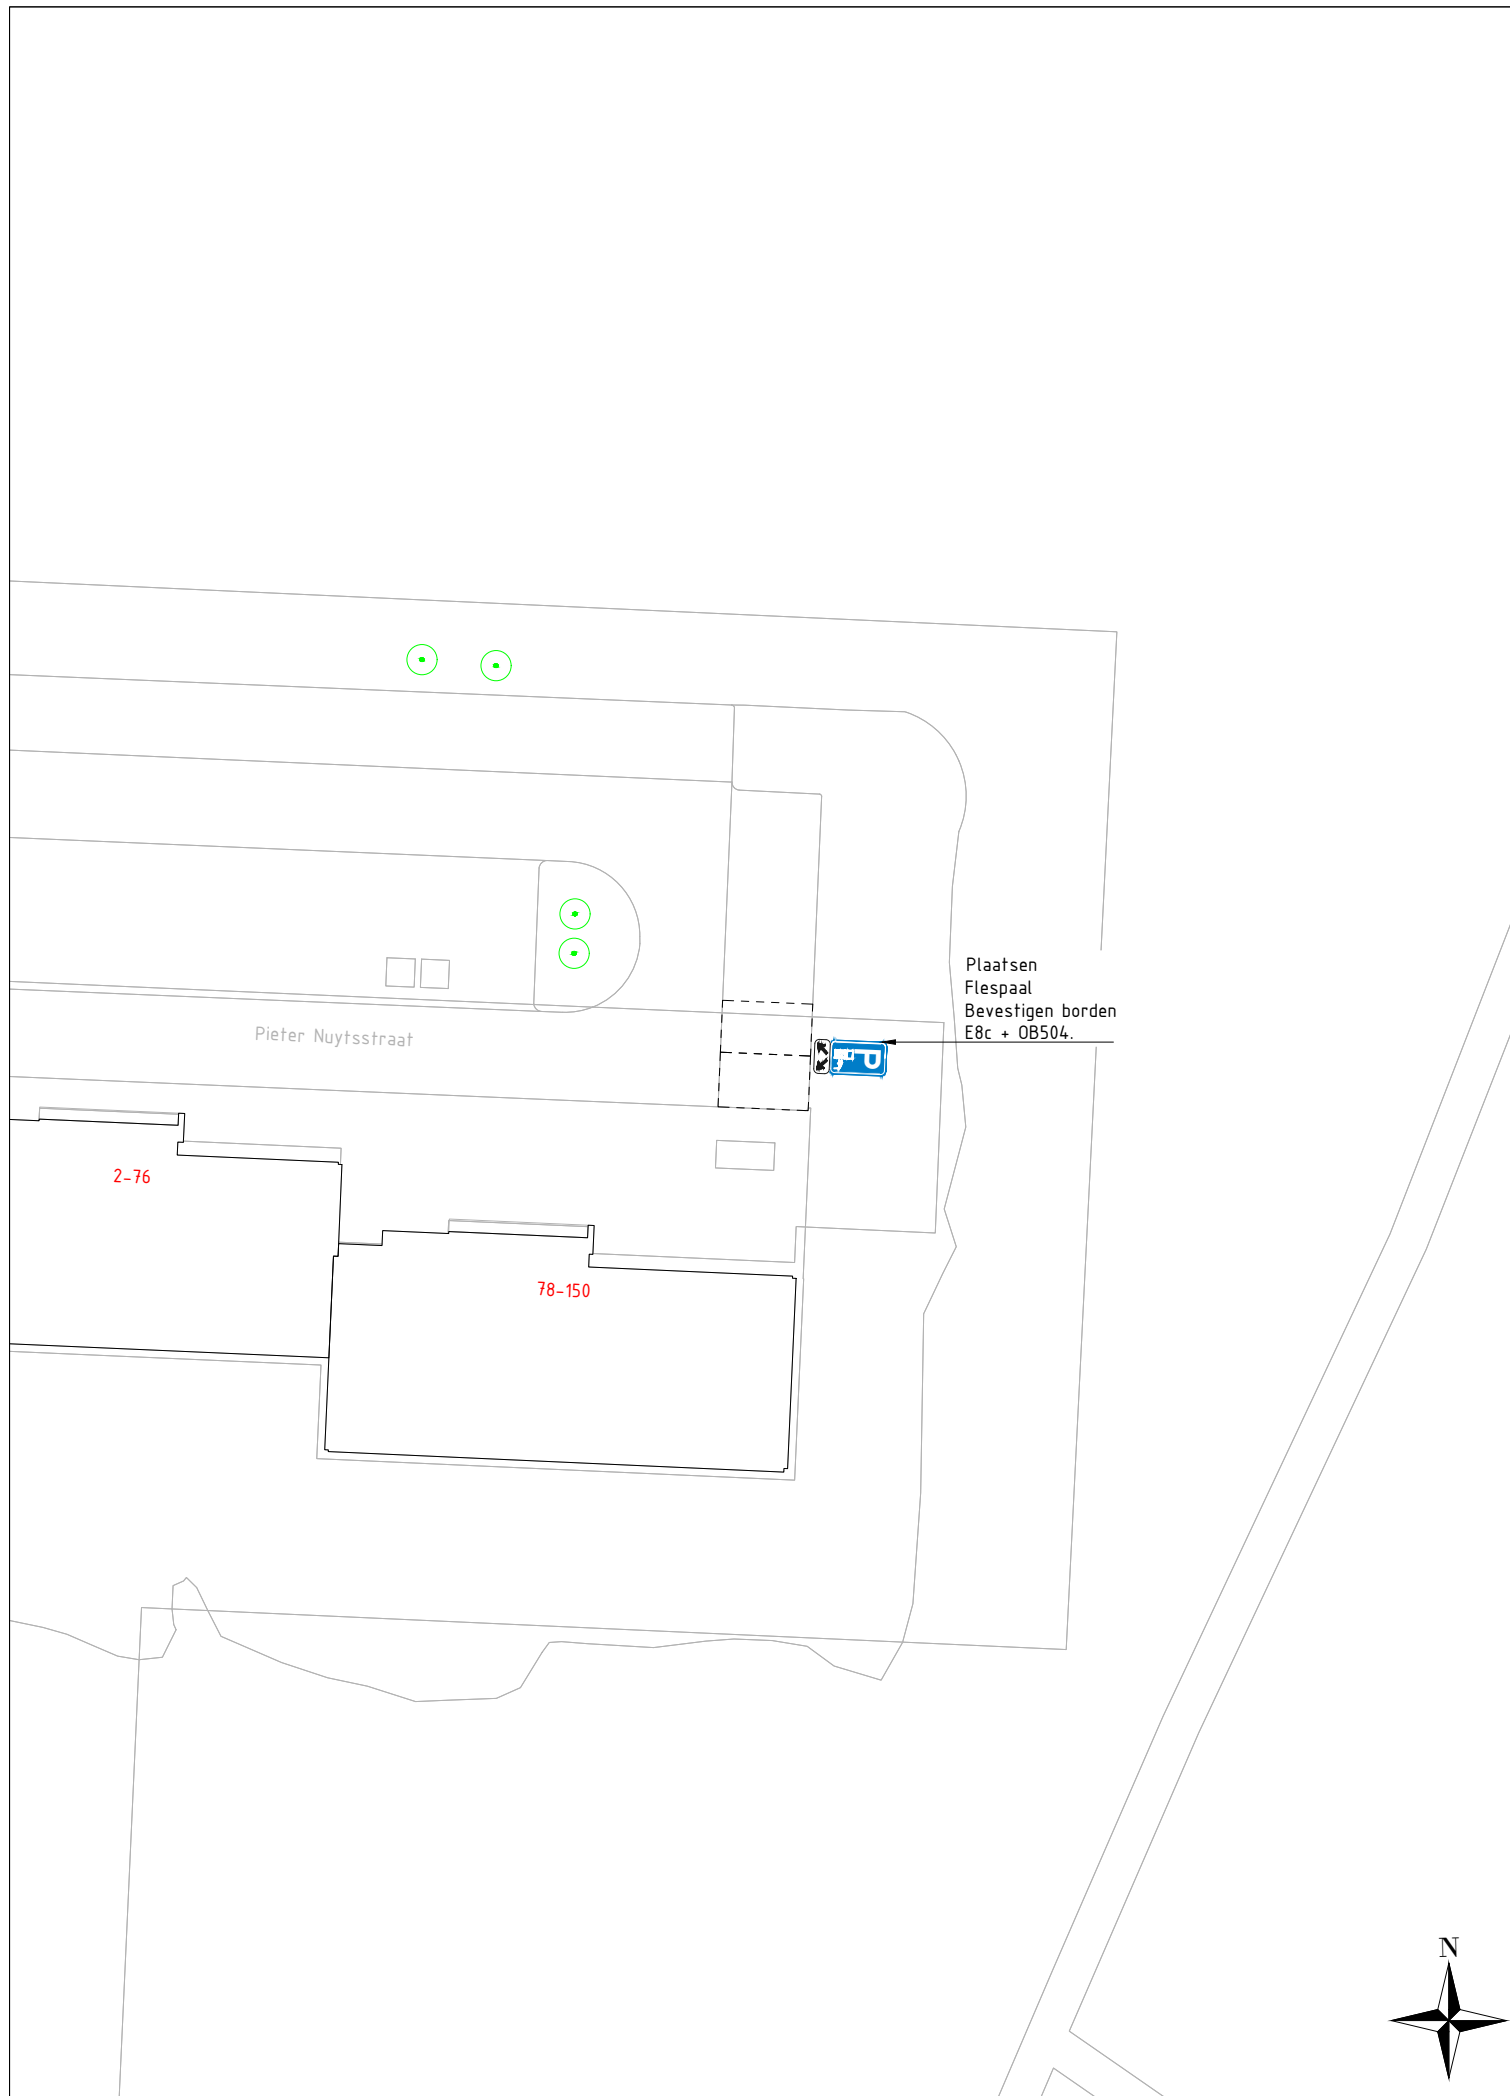 Plaatsen
Flespaal
Bevestigen borden
E8c + OB504.
Pieter Nuytsstraat
P
2-76
78-150
N